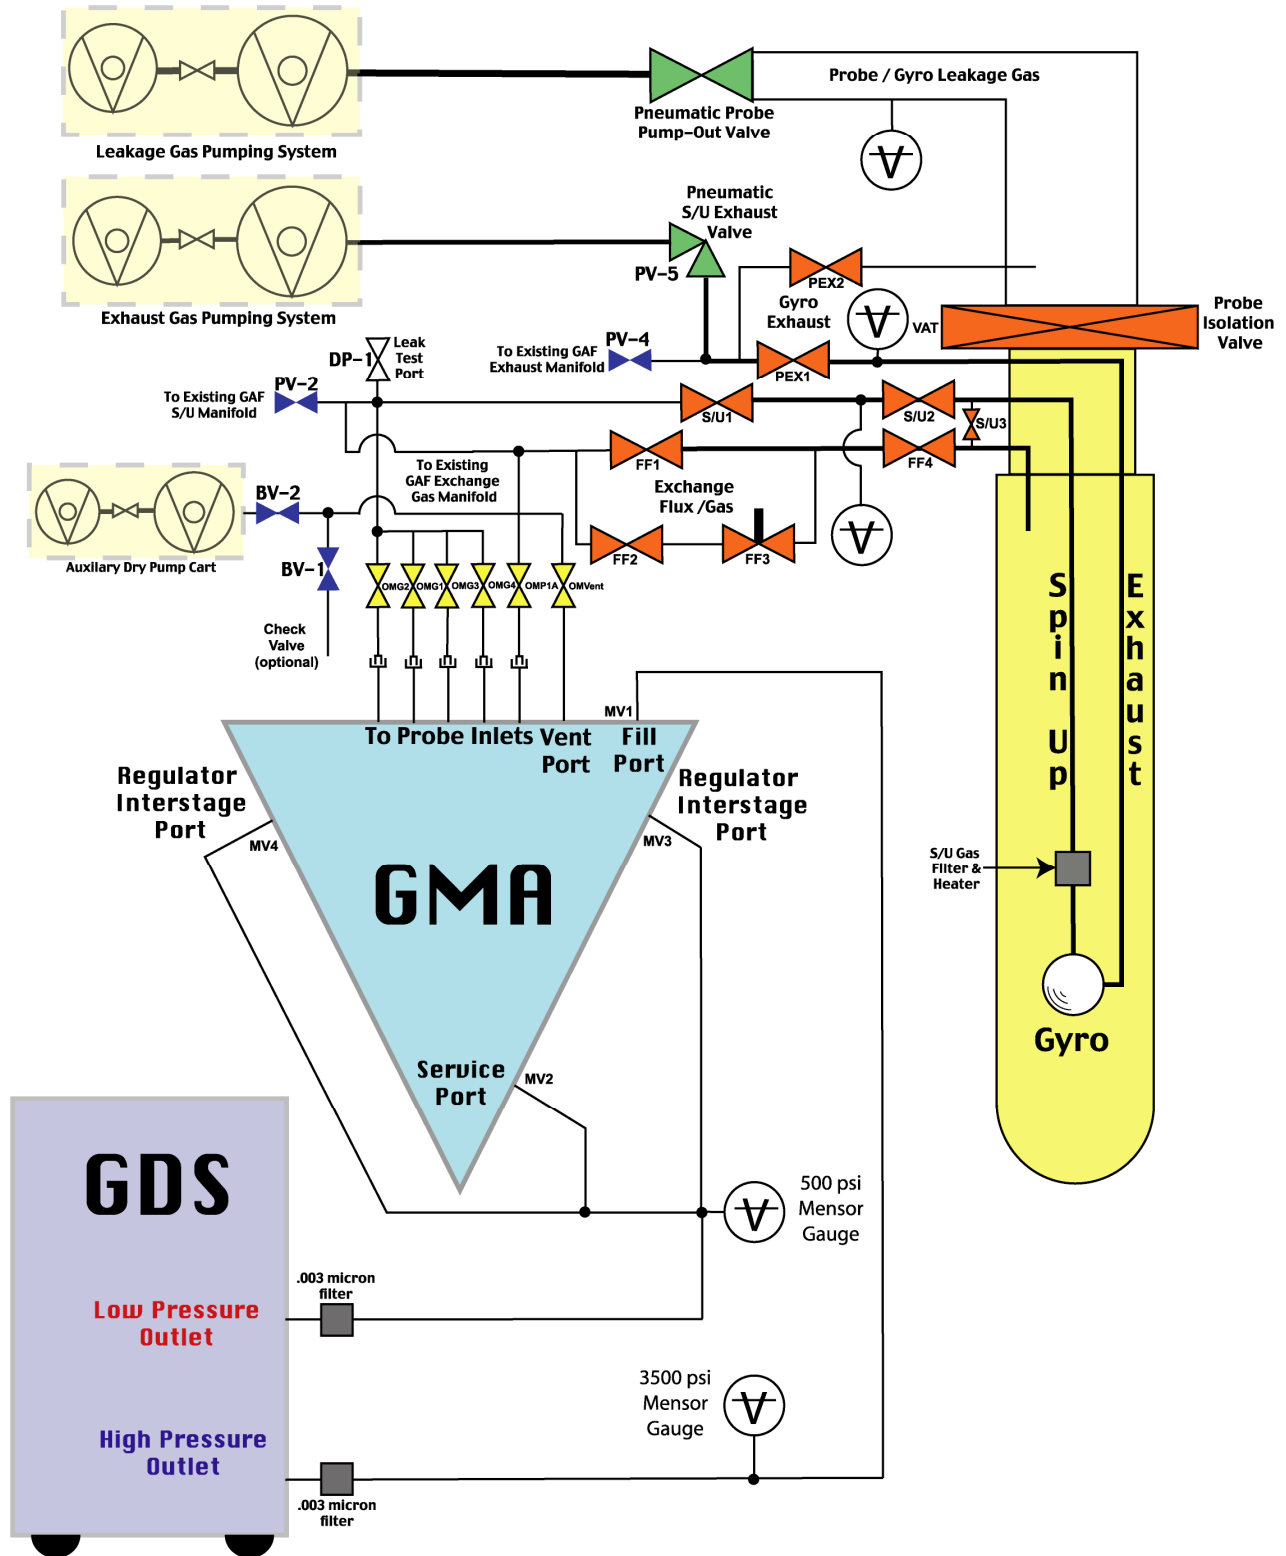 Probe / Gyro Leakage Gas
Pneumatic Probe
Pump-Out Valve
Leakage Gas Pumping System
Pneumatic
S/U Exhaust
Valve
PV-5
PEX2
Gyro
Exhaust
Exhaust Gas Pumping System
VAT
Probe
Isolation
Valve
DP-1
Leak
Test
Port
PV-4
To Existing GAF
Exhaust Manifold
PEX1
PV-2
To Existing GAF
S/U Manifold
S/U1
S/U2
S/U3
FF1
FF4
To Existing
GAF Exchange
Gas Manifold
Exchange
Flux /Gas
BV-2
FF2
FF3
Auxilary Dry Pump Cart
BV-1
OMG2
OMG1
OMG3
OMG4
OMP1A
OMVent
Check
Valve
(optional)
Spin Up
Exhaust
MV1
To Probe Inlets
Vent
Port
Fill
Port
Regulator
Interstage
Port
Regulator
Interstage
Port
MV4
MV3
GMA
S/U Gas
Filter &
Heater
Gyro
Service
Port
MV2
GDS
500 psi
Mensor
Gauge
.003 micron
filter
Low Pressure
Outlet
3500 psi
Mensor
Gauge
High Pressure
Outlet
.003 micron
filter